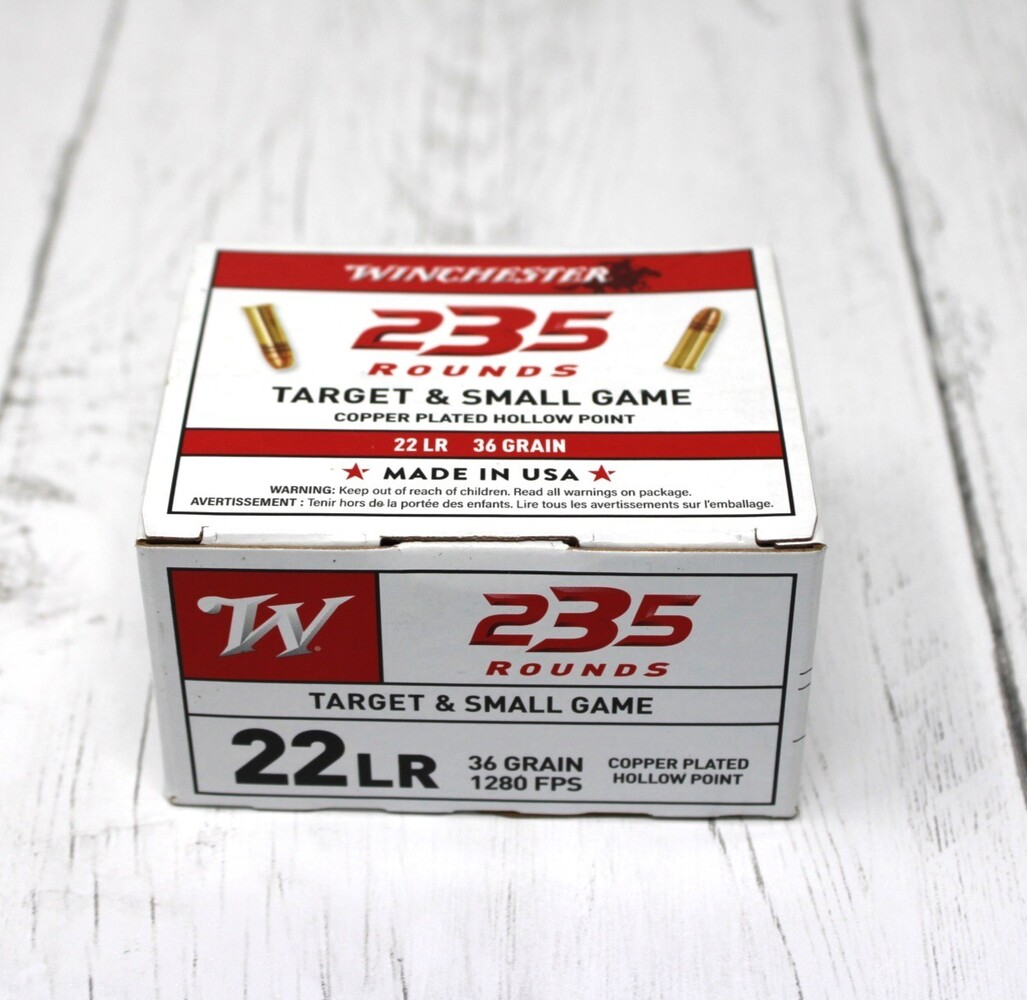 WINCHESTER
235
ROUNDS
TARGET & SMALL GAME
COPPER PLATED HOLLOW POINT
22 LR 36 GRAIN
MADE IN USA
WARNING: Keep out of reach of children. Read all warnings on package.
AVERTISSEMENT : Tenir hors de la portée des enfants. Lire tous les avertissements sur l'emballage.
W
235
ROUNDS
TARGET & SMALL GAME
22 LR
36 GRAIN
1280 FPS
COPPER PLATED
HOLLOW POINT